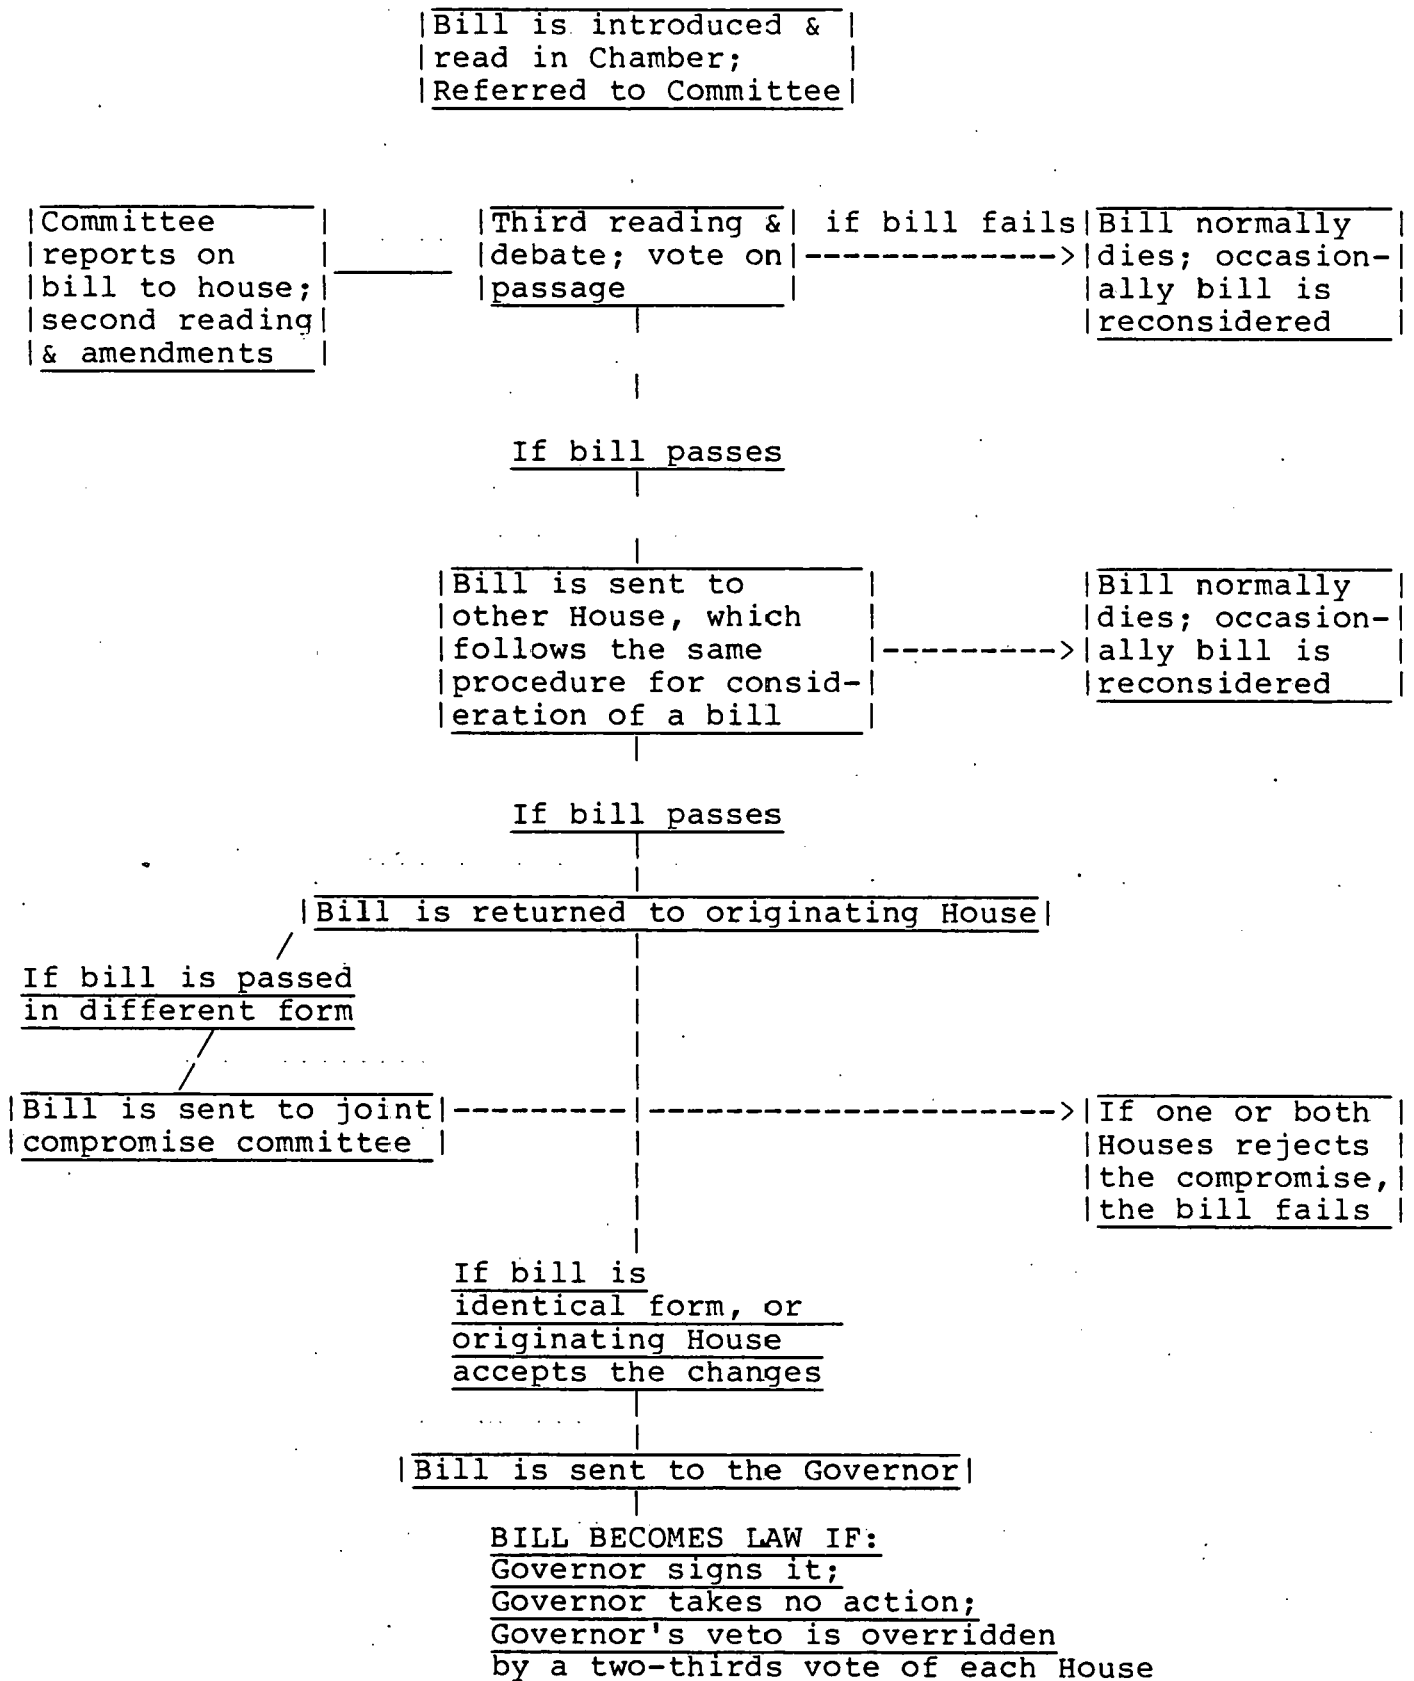 Bill is introduced &
read in Chamber;
Referred to Committee
Committee
reports on
bill to house;
second reading
& amendments
Third reading &
debate; vote on
passage
if bill fails
Bill normally
dies; occasion-
ally bill is
reconsidered
If bill passes
Bill is sent to
other House, which
follows the same
procedure for consid-
eration of a bill
Bill normally
dies; occasion-
ally bill is
reconsidered
If bill passes
Bill is returned to originating House
If bill is passed
in different form
Bill is sent to joint
compromise committee
If one or both
Houses rejects
the compromise,
the bill fails
If bill is
identical form, or
originating House
accepts the changes
Bill is sent to the Governor
BILL BECOMES LAW IF:
Governor signs it;
Governor takes no action;
Governor's veto is overridden
by a two-thirds vote of each House